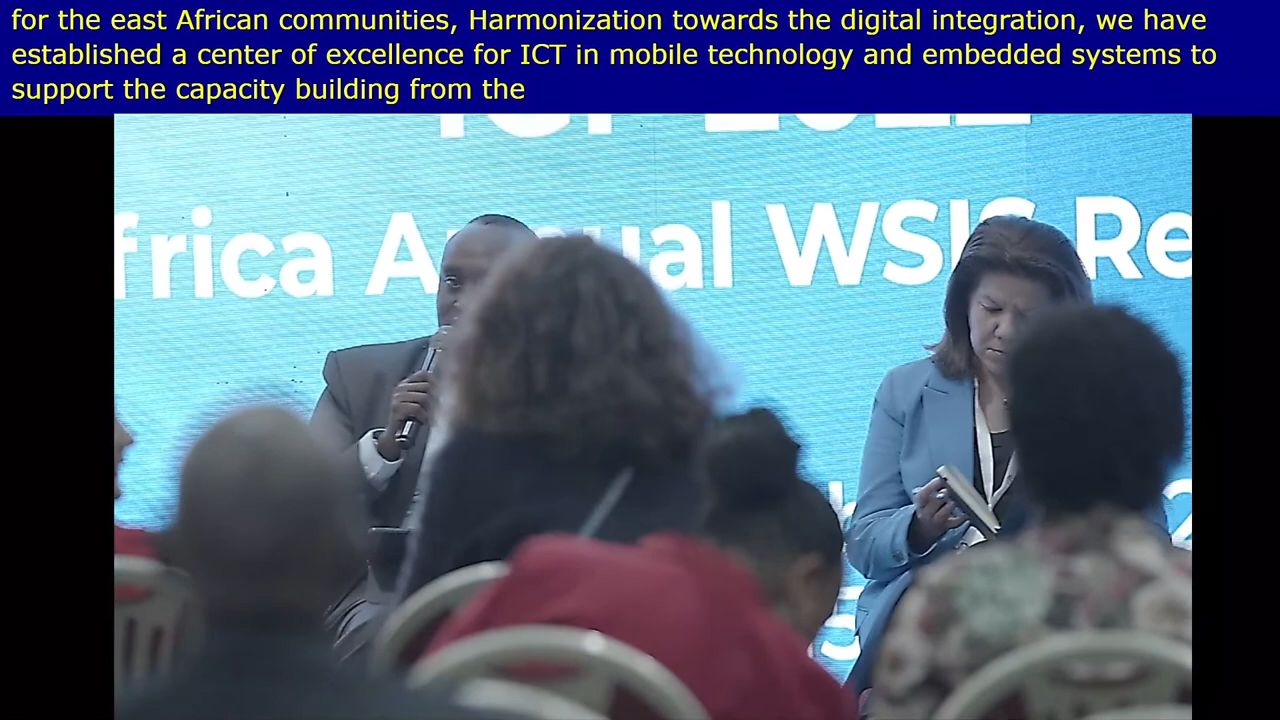 for the east African communities, Harmonization towards the digital integration, we have
established a center of excellence for ICT in mobile technology and embedded systems to
support the capacity building from the
frica Annual WSIS Re